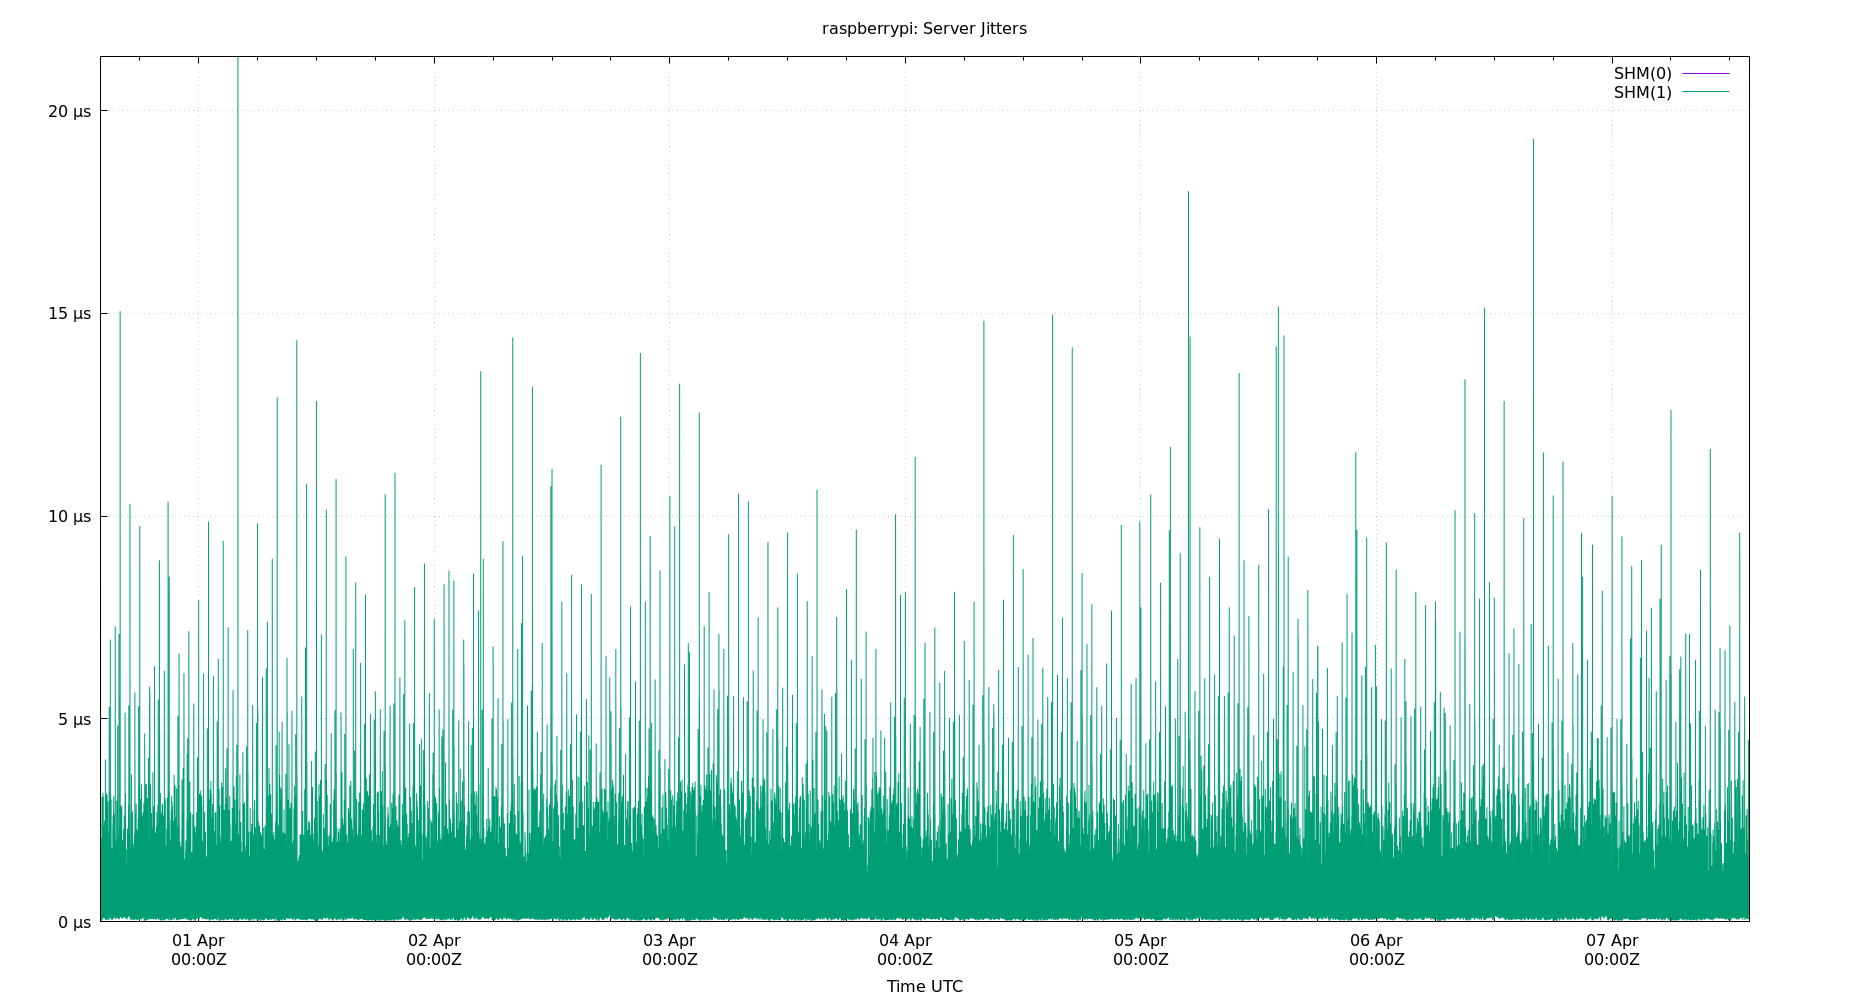 raspberrypi: Server Jitters
SHM(0)
SHM(1)
20 µs
15 µs
10 µs
5 µs
0 µs
01 Apr 02 Apr 03 Apr 04 Apr 05 Apr 06 Apr 07 Apr
00:00Z 00:00Z 00:00Z 00:00Z 00:00Z 00:00Z 00:00Z
Time UTC